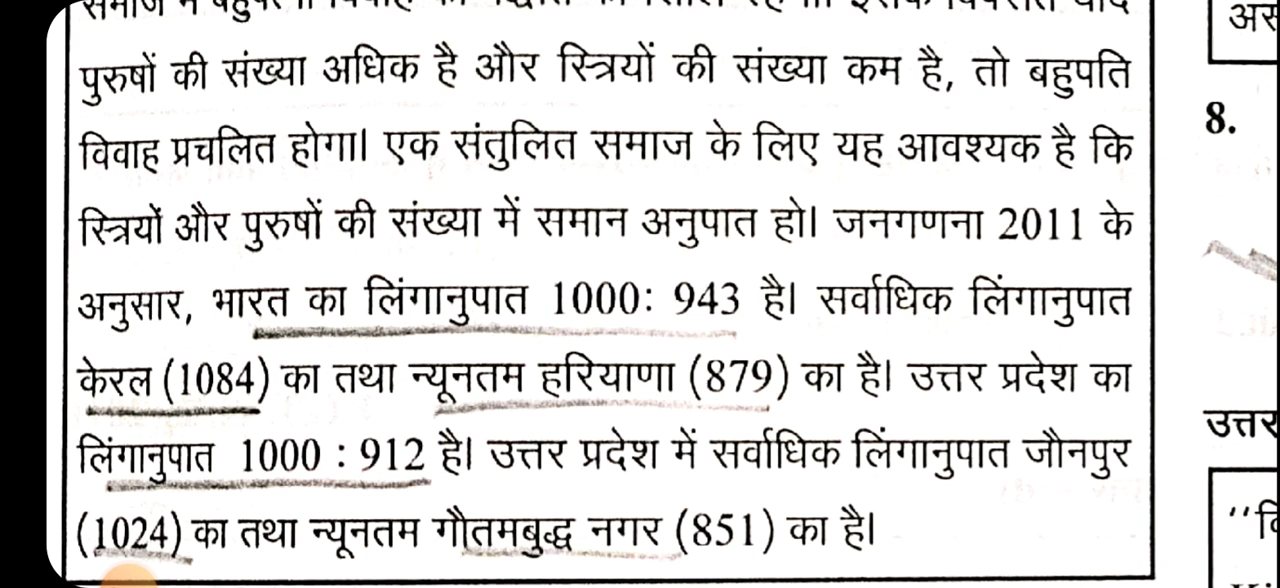 पुरुषों की संख्या अधिक है और स्त्रियों की संख्या कम है, तो बहुपति
विवाह प्रचलित होगा। एक संतुलित समाज के लिए यह आवश्यक है कि
स्त्रियों और पुरुषों की संख्या में समान अनुपात हो। जनगणना 2011 के
अनुसार, भारत का लिंगानुपात 1000: 943 है। सर्वाधिक लिंगानुपात
केरल (1084) का तथा न्यूनतम हरियाणा (879) का है। उत्तर प्रदेश का
लिंगानुपात 1000 : 912 है। उत्तर प्रदेश में सर्वाधिक लिंगानुपात जौनपुर
(1024) का तथा न्यूनतम गौतमबुद्ध नगर (851) का है।
8.
उत्तर